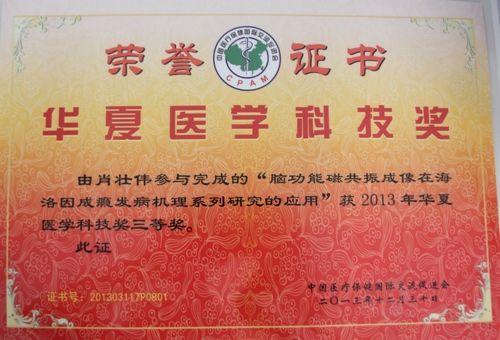 荣誉证书
中国医疗保健国际交流促进会
CPAM
华夏医学科技奖
由肖壮伟参与完成的“脑功能磁共振成像在海
洛因成瘾发病机理系列研究的应用”获2013年华夏
医学科技奖三等奖。
此证
证书号：201303117P0801
中国医疗保健国际交流促进会
二〇一三年十二月三十日